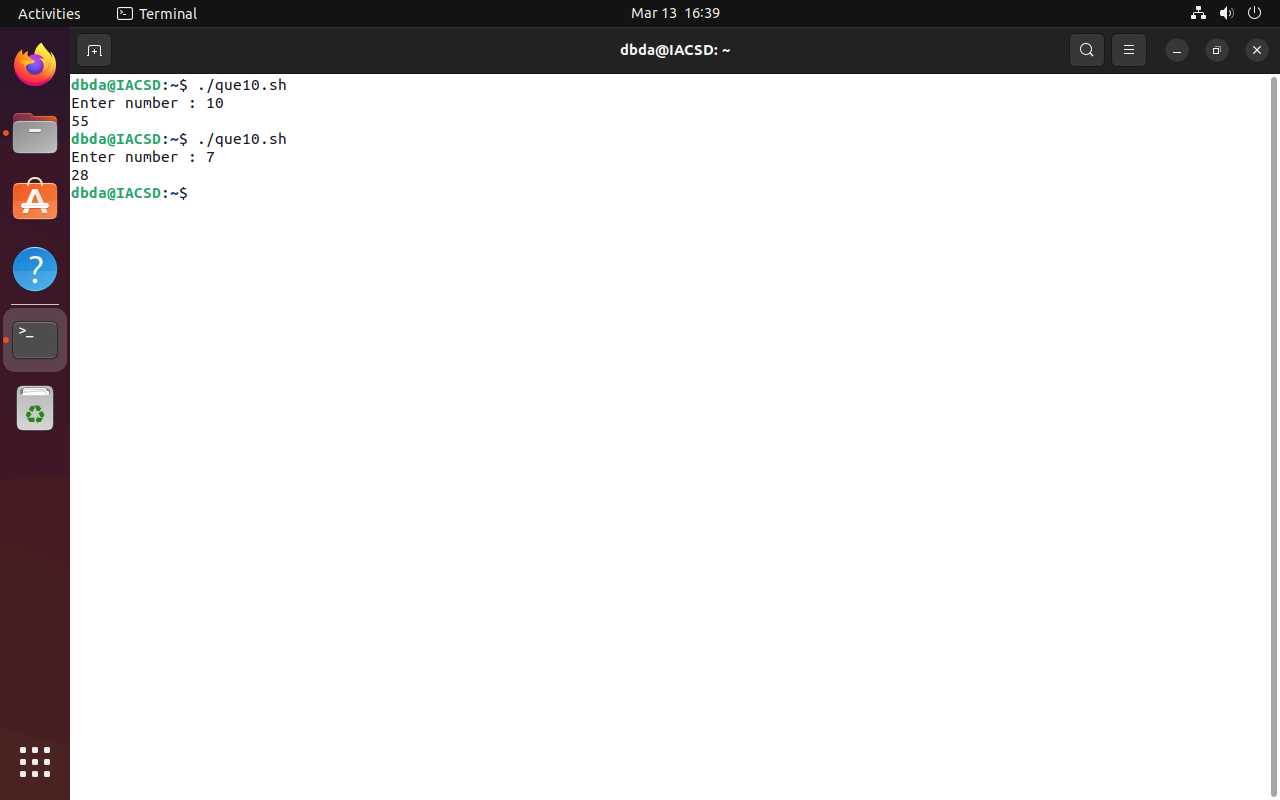 Activities
Terminal
Mar 13 16:39
dbda@IACSD: ~
dbda@IACSD:~$ ./que10.sh
Enter number : 10
55
dbda@IACSD:~$ ./que10.sh
Enter number : 7
28
dbda@IACSD:~$